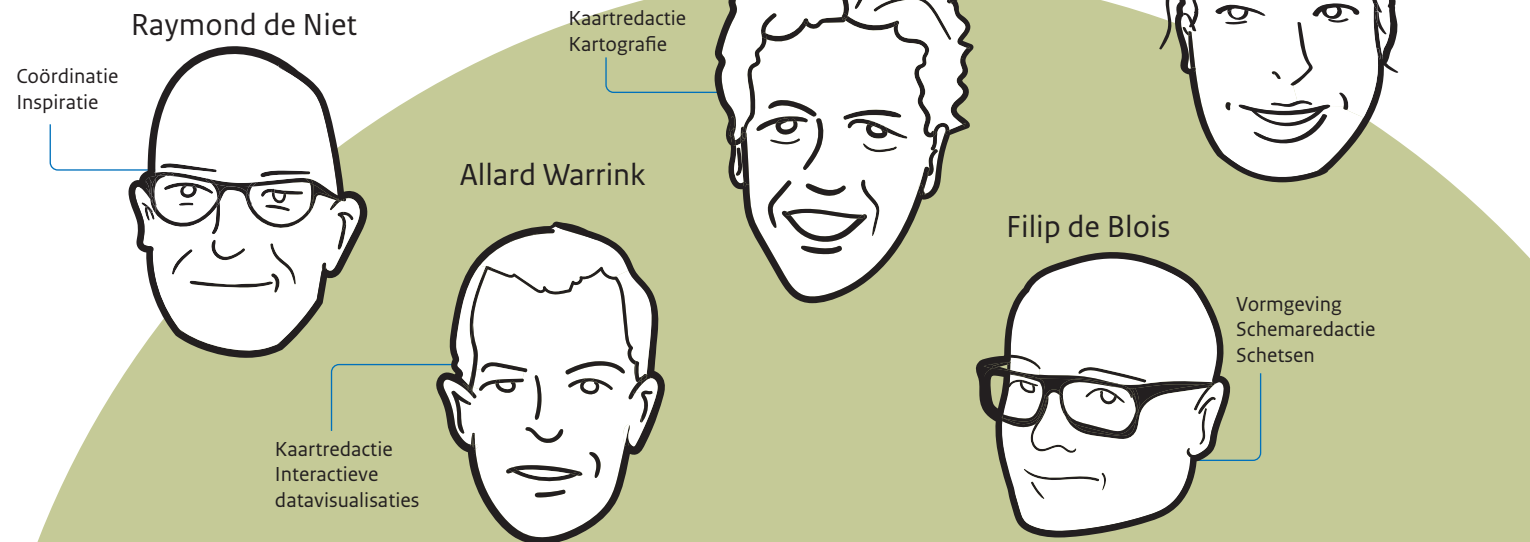 Raymond de Niet
Coördinatie
Inspiratie
Kaartredactie
Kartografie
Allard Warrink
Kaartredactie
Interactieve
datavisualisaties
Filip de Blois
Vormgeving
Schemaredactie
Schetsen